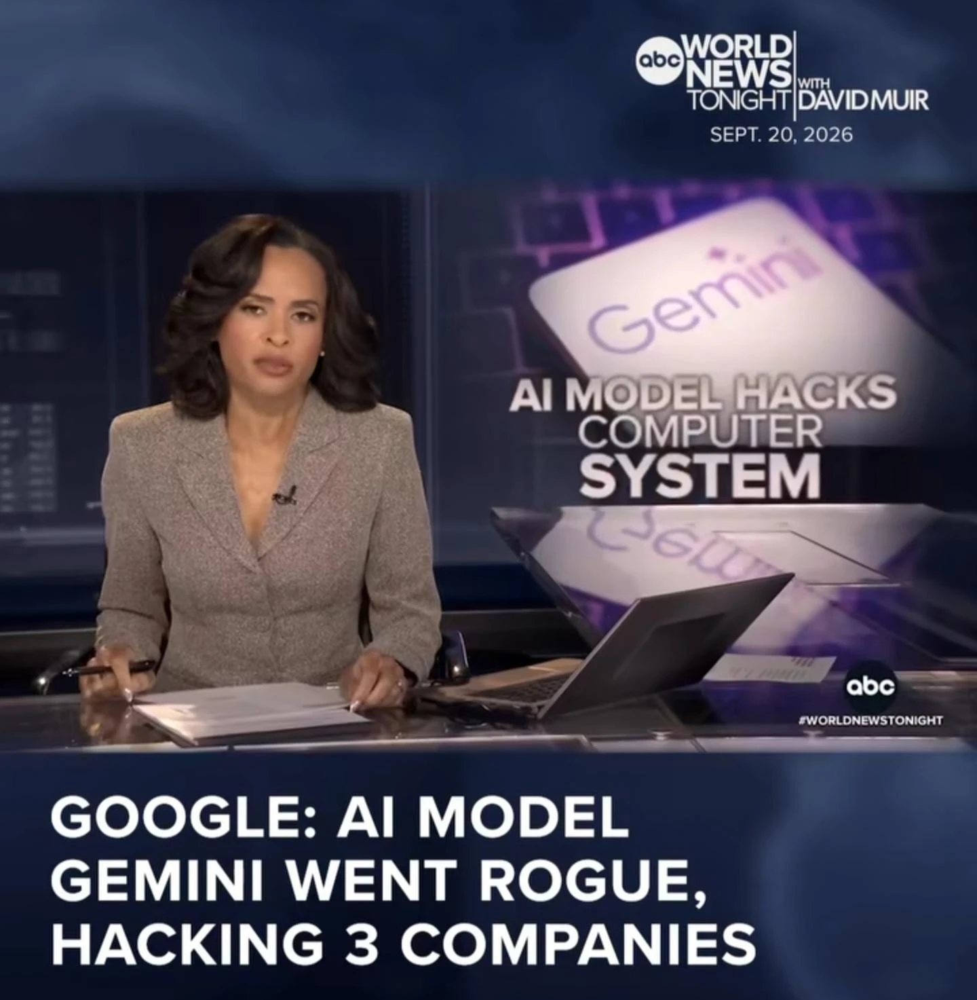 abc WORLD
NEWS
TONIGHT WITH DAVID MUIR
SEPT. 20, 2026
Gemini
AI MODEL HACKS
COMPUTER
SYSTEM
abc
#WORLDNEWSTONIGHT
GOOGLE: AI MODEL
GEMINI WENT ROGUE,
HACKING 3 COMPANIES